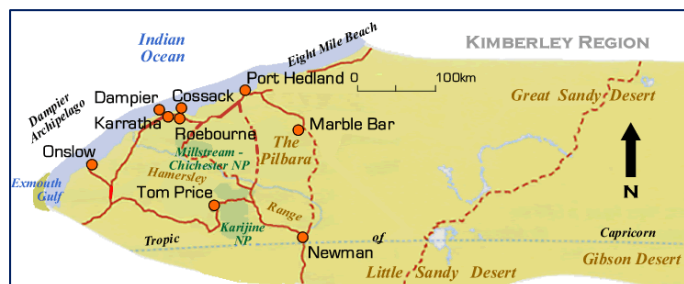 Indian
Ocean
Eight Mile Beach
KIMBERLEY REGION
Port Hedland
0 100km
Dampier
Archipelago
Dampier
Cossack
Great Sandy Desert
Karratha
Roebourne
The
Pilbara
Marble Bar
Onslow
Millstream -
Chichester NP
Hamersley
Exmouth
Gulf
Tom Price
Range
N
Karijine
NP
Tropic of Capricorn
Newman
Gibson Desert
Little Sandy Desert